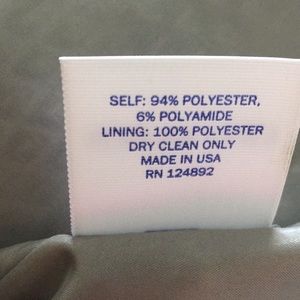 SELF: 94% POLYESTER,
6% POLYAMIDE
LINING: 100% POLYESTER
DRY CLEAN ONLY
MADE IN USA
RN 124892